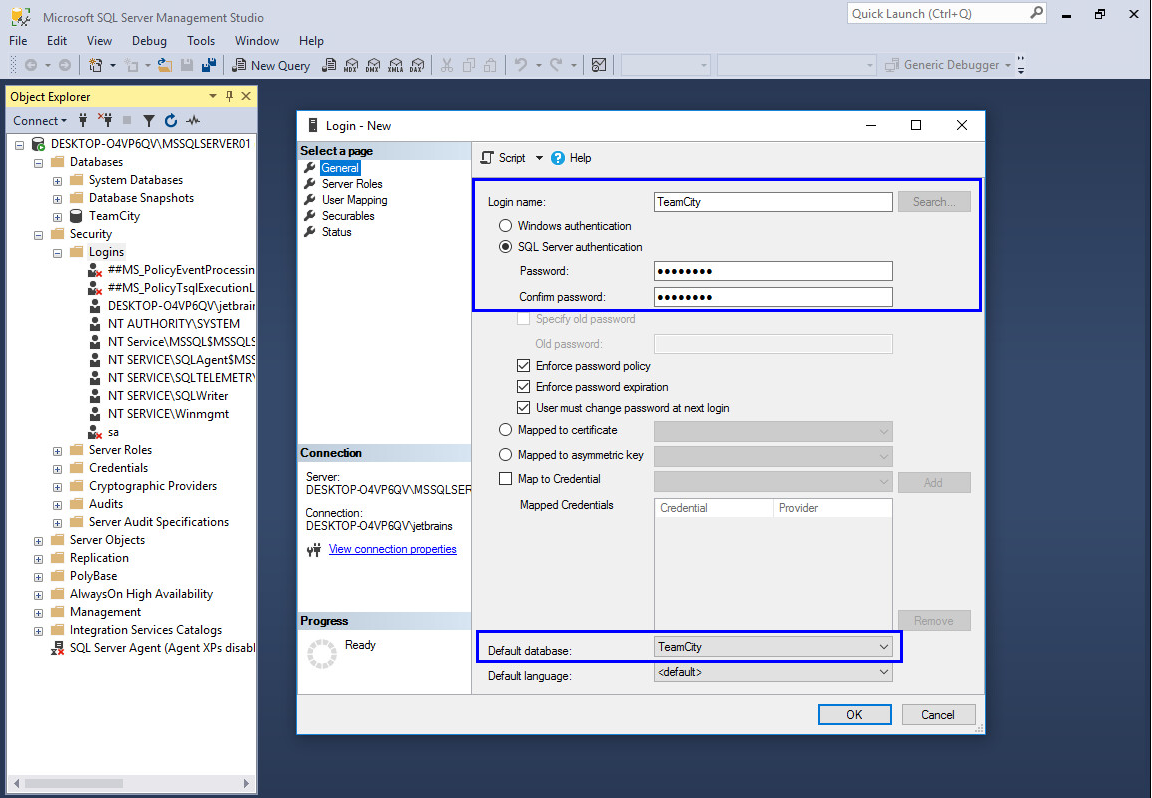 Microsoft SQL Server Management Studio
Quick Launch (Ctrl+Q)
File Edit View Debug Tools Window Help
New Query MDX DMX XMLA DAX Generic Debugger
Object Explorer
Connect
DESKTOP-O4VP6QV\MSSQLSERVER01
Databases
System Databases
Database Snapshots
TeamCity
Security
Logins
##MS_PolicyEventProcessin
##MS_PolicyTsqlExecutionL
DESKTOP-O4VP6QV\jetbrain
NT AUTHORITY\SYSTEM
NT Service\MSSQL$MSSQLS
NT SERVICE\SQLAgent$MSS
NT SERVICE\SQLTELEMETRY
NT SERVICE\SQLWriter
NT SERVICE\Winmgmt
sa
Server Roles
Credentials
Cryptographic Providers
Audits
Server Audit Specifications
Server Objects
Replication
PolyBase
AlwaysOn High Availability
Management
Integration Services Catalogs
SQL Server Agent (Agent XPs disabl
Login - New
Select a page
General
Server Roles
User Mapping
Securables
Status
Connection
Server:
DESKTOP-O4VP6QV\MSSQLSER
Connection:
DESKTOP-O4VP6QV\jetbrains
View connection properties
Progress
Ready
Script Help
Login name: TeamCity Search...
Windows authentication
SQL Server authentication
Password: ●●●●●●●●
Confirm password: ●●●●●●●●
Specify old password
Old password:
Enforce password policy
Enforce password expiration
User must change password at next login
Mapped to certificate
Mapped to asymmetric key
Map to Credential Add
Mapped Credentials Credential Provider
Remove
Default database: TeamCity
Default language: <default>
OK Cancel